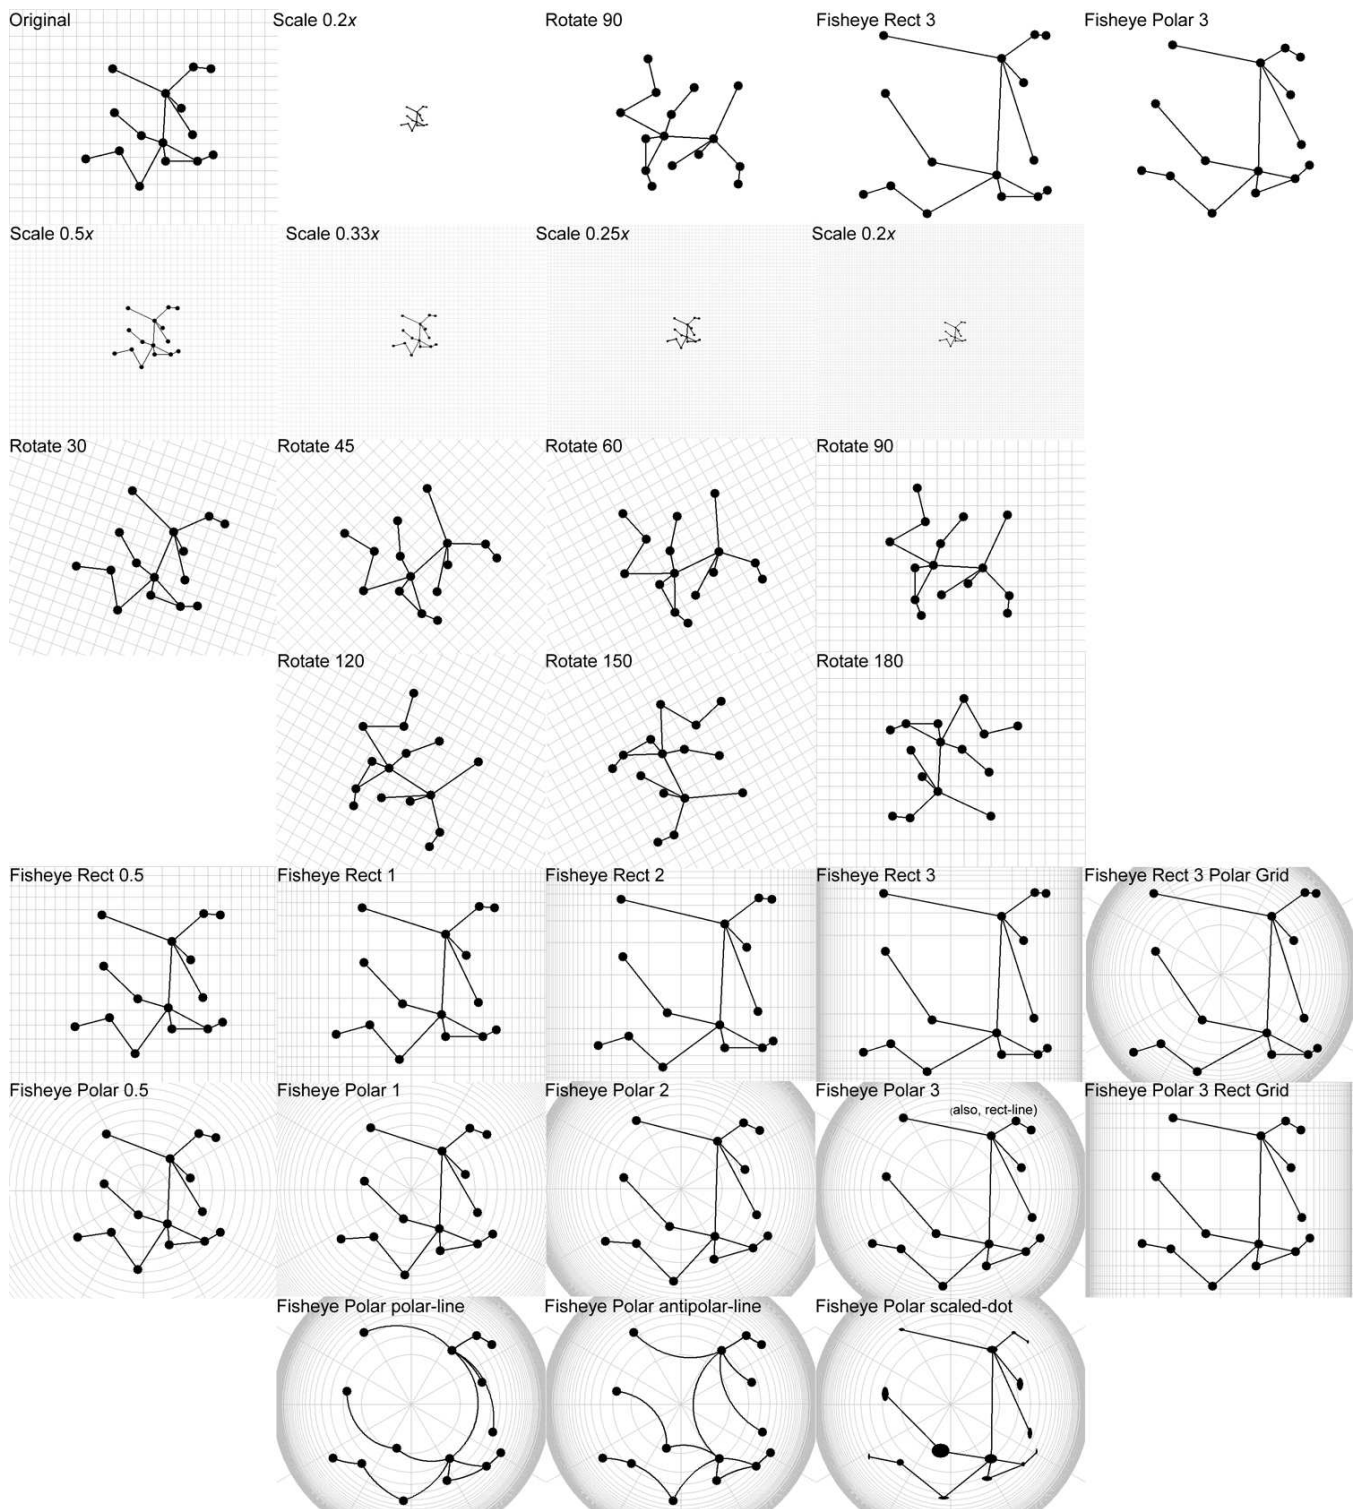 Original
Scale 0.2x
Rotate 90
Fisheye Rect 3
Fisheye Polar 3
Scale 0.5x
Scale 0.33x
Scale 0.25x
Scale 0.2x
Rotate 30
Rotate 45
Rotate 60
Rotate 90
Rotate 120
Rotate 150
Rotate 180
Fisheye Rect 0.5
Fisheye Rect 1
Fisheye Rect 2
Fisheye Rect 3
Fisheye Rect 3 Polar Grid
Fisheye Polar 0.5
Fisheye Polar 1
Fisheye Polar 2
Fisheye Polar 3
(also, rect-line)
Fisheye Polar 3 Rect Grid
Fisheye Polar polar-line
Fisheye Polar antipolar-line
Fisheye Polar scaled-dot